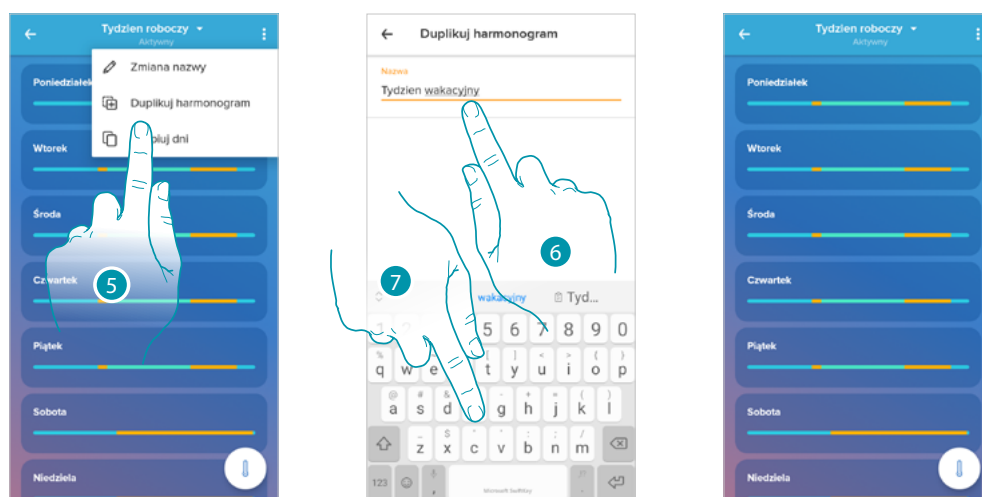 Tydzien roboczy
Aktywny
Zmiana nazwy
Duplikuj harmonogram
dni
Poniedziałek
Wtorek
Środa
Czwartek
Piątek
Sobota
Niedziela
5
Duplikuj harmonogram
Nazwa
Tydzien wakacyjny
6
7
wakacyjny Tyd...
5 6 7 8 9 0
q w e t y u i o p
a s d g h j k l
z x c v b n m
123 ,
Microsoft SwiftKey
Tydzien roboczy
Aktywny
Poniedziałek
Wtorek
Środa
Czwartek
Piątek
Sobota
Niedziela